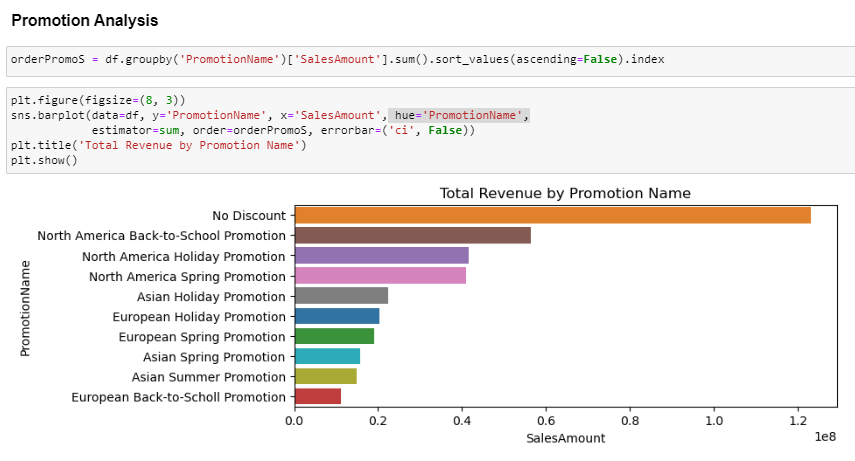 Promotion Analysis
orderPromoS = df.groupby('PromotionName')['SalesAmount'].sum().sort_values(ascending=False).index
plt.figure(figsize=(8, 3))
sns.barplot(data=df, y='PromotionName', x='SalesAmount', hue='PromotionName',
estimator=sum, order=orderPromoS, errorbar=('ci', False))
plt.title('Total Revenue by Promotion Name')
plt.show()
Total Revenue by Promotion Name
No Discount
North America Back-to-School Promotion
North America Holiday Promotion
North America Spring Promotion
Asian Holiday Promotion
European Holiday Promotion
European Spring Promotion
Asian Spring Promotion
Asian Summer Promotion
European Back-to-Scholl Promotion
PromotionName
0.0 0.2 0.4 0.6 0.8 1.0 1.2
1e8
SalesAmount